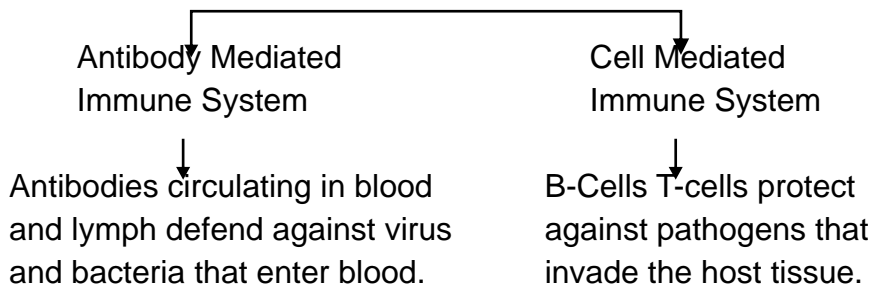 Antibody Mediated
Immune System
Cell Mediated
Immune System
Antibodies circulating in blood
and lymph defend against virus
and bacteria that enter blood.
B-Cells T-cells protect
against pathogens that
invade the host tissue.